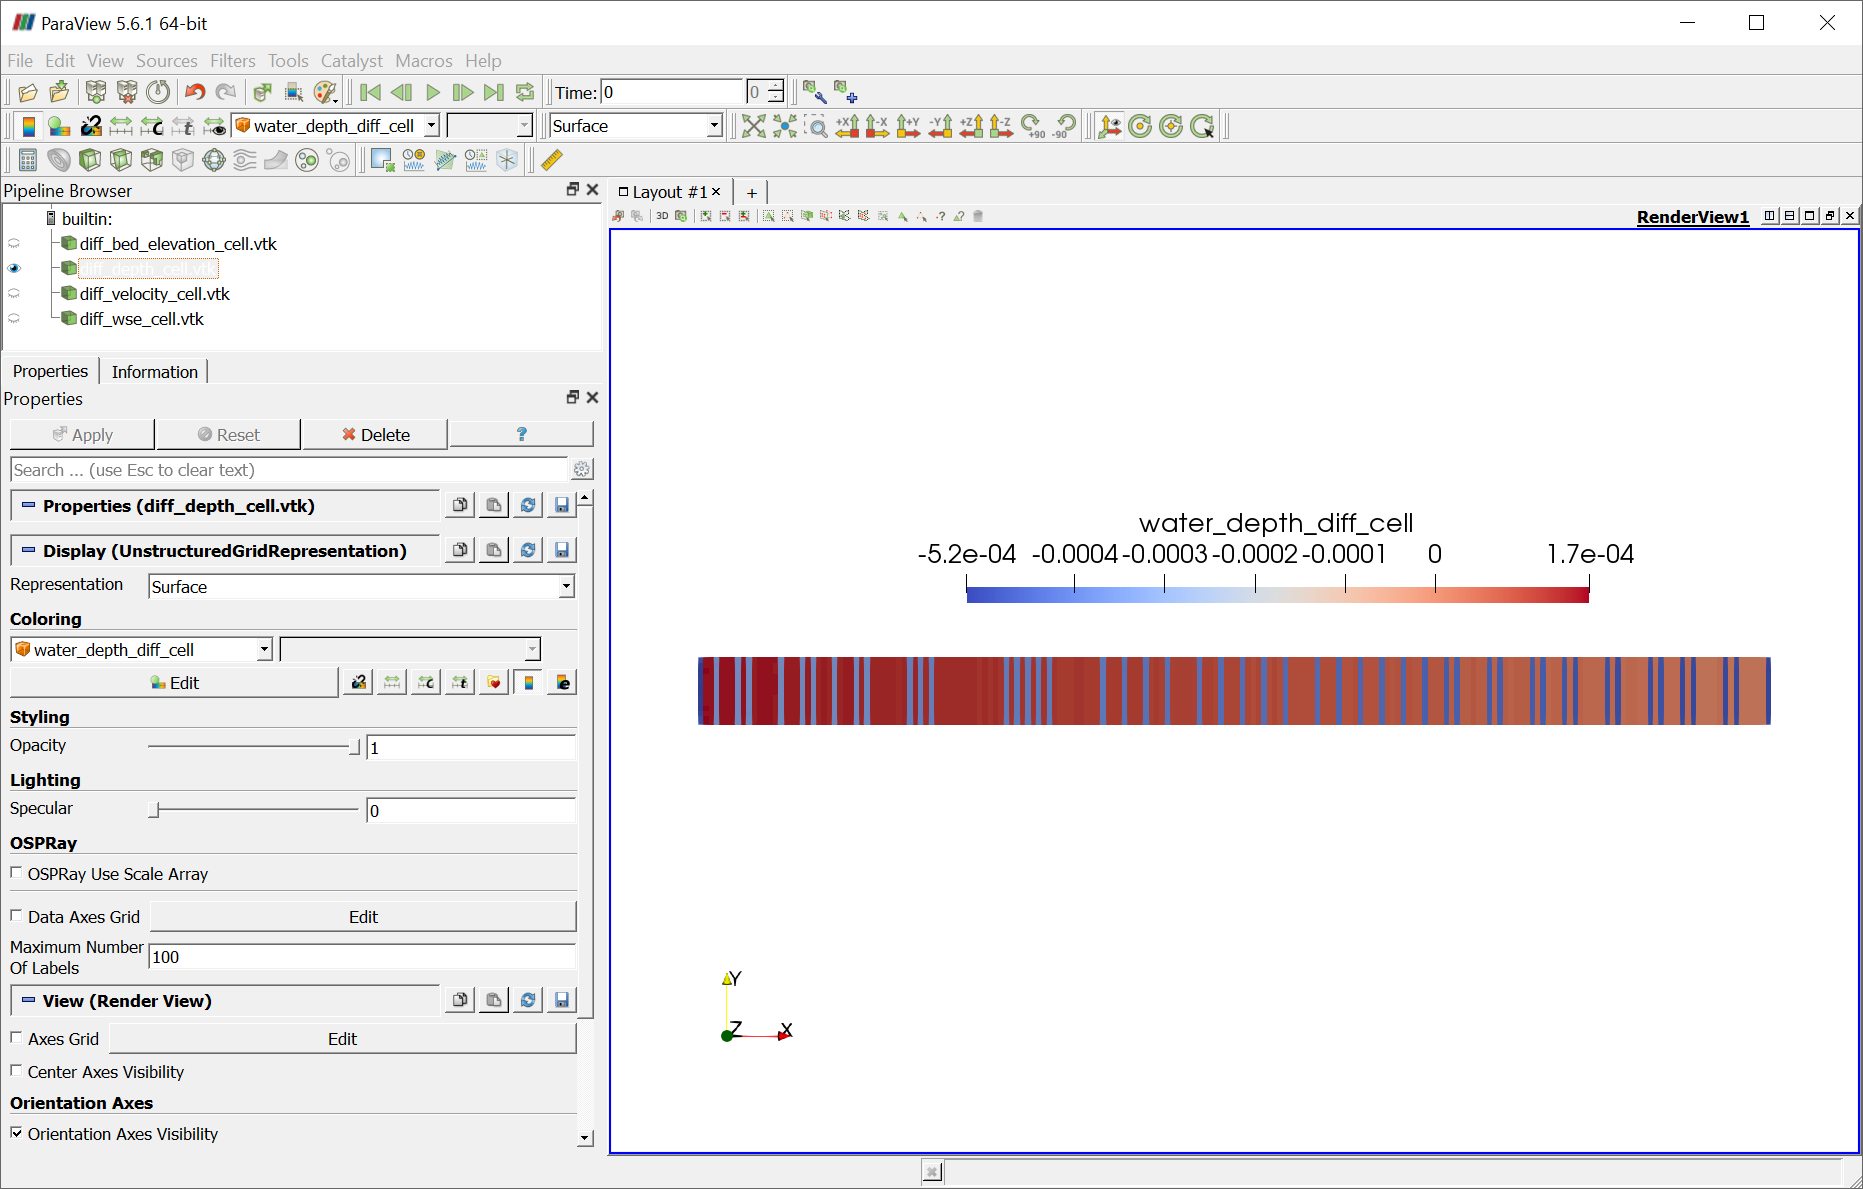 ParaView 5.6.1 64-bit
File Edit View Sources Filters Tools Catalyst Macros Help
Time: 0 0
water_depth_diff_cell Surface +X -X +Y -Y +Z -Z +90 -90
Pipeline Browser
Layout #1 × +
3D RenderView1
builtin:
diff_bed_elevation_cell.vtk
diff_depth_cell.vtk
diff_velocity_cell.vtk
diff_wse_cell.vtk
Properties Information
Properties
Apply Reset Delete ?
Search ... (use Esc to clear text)
Properties (diff_depth_cell.vtk)
Display (UnstructuredGridRepresentation)
Representation Surface
Coloring
water_depth_diff_cell
Edit
Styling
Opacity 1
Lighting
Specular 0
OSPRay
OSPRay Use Scale Array
Data Axes Grid Edit
Maximum Number
Of Labels 100
View (Render View)
Axes Grid Edit
Center Axes Visibility
Orientation Axes
Orientation Axes Visibility
water_depth_diff_cell
-5.2e-04 -0.0004 -0.0003 -0.0002 -0.0001 0 1.7e-04
Y
Z X